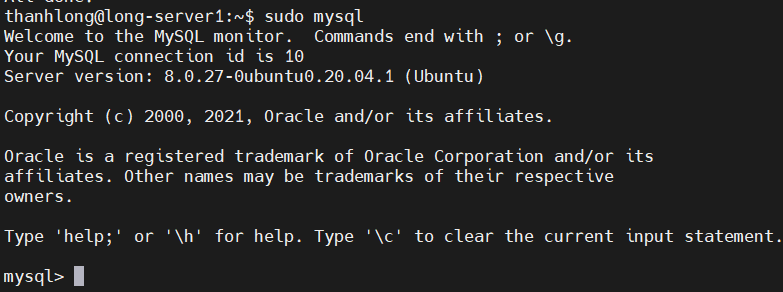 thanhlong@long-server1:~$ sudo mysql
Welcome to the MySQL monitor.  Commands end with ; or \g.
Your MySQL connection id is 10
Server version: 8.0.27-0ubuntu0.20.04.1 (Ubuntu)
Copyright (c) 2000, 2021, Oracle and/or its affiliates.
Oracle is a registered trademark of Oracle Corporation and/or its
affiliates. Other names may be trademarks of their respective
owners.
Type 'help;' or '\h' for help. Type '\c' to clear the current input statement.
mysql>